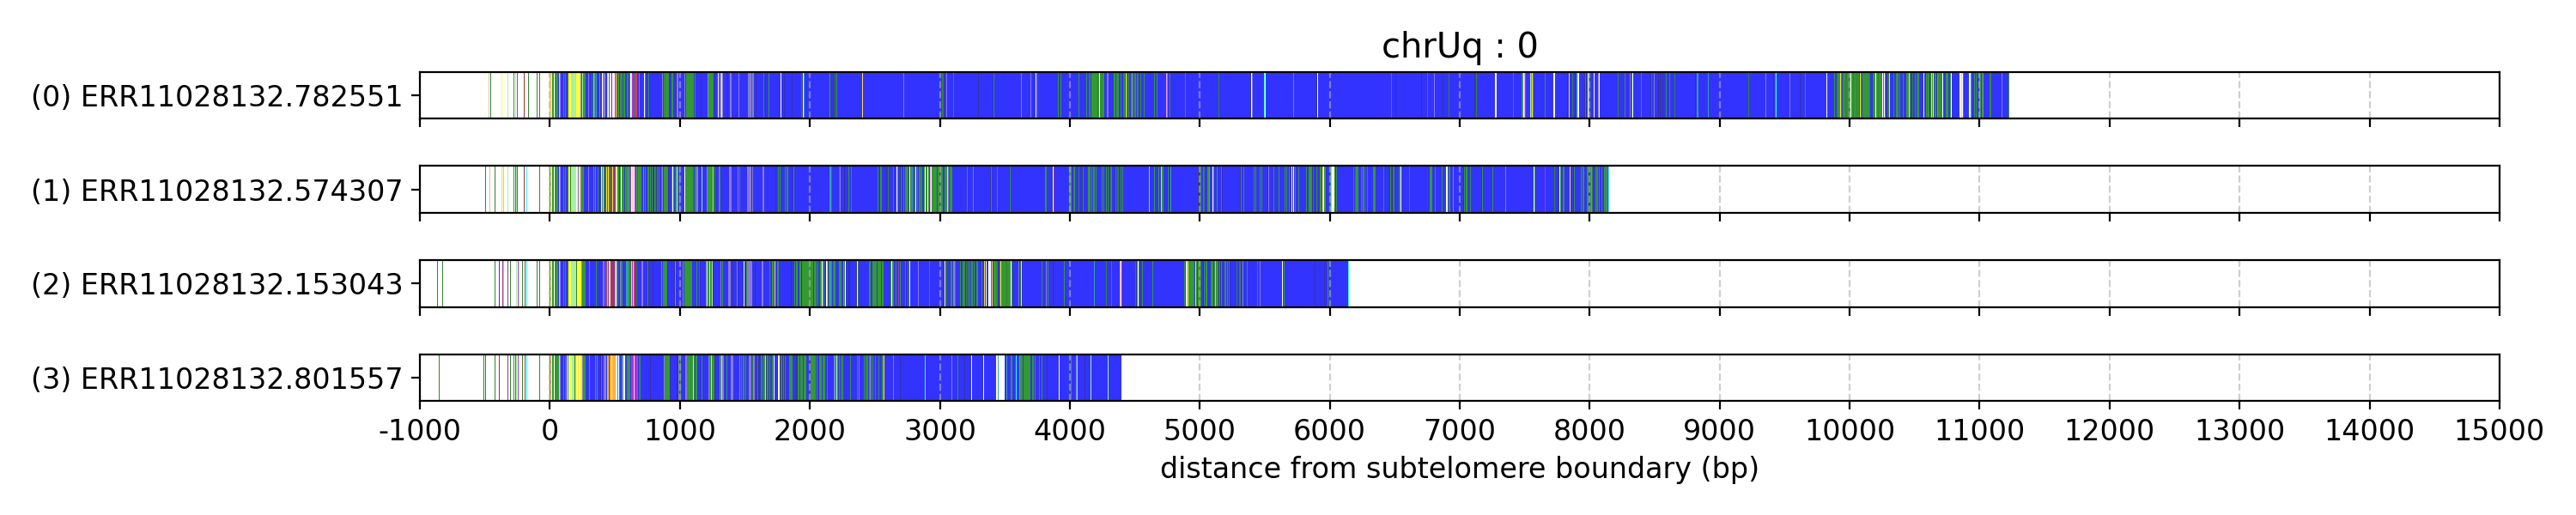 chrUq : 0
(0) ERR11028132.782551
(1) ERR11028132.574307
(2) ERR11028132.153043
(3) ERR11028132.801557
-1000 0 1000 2000 3000 4000 5000 6000 7000 8000 9000 10000 11000 12000 13000 14000 15000
distance from subtelomere boundary (bp)